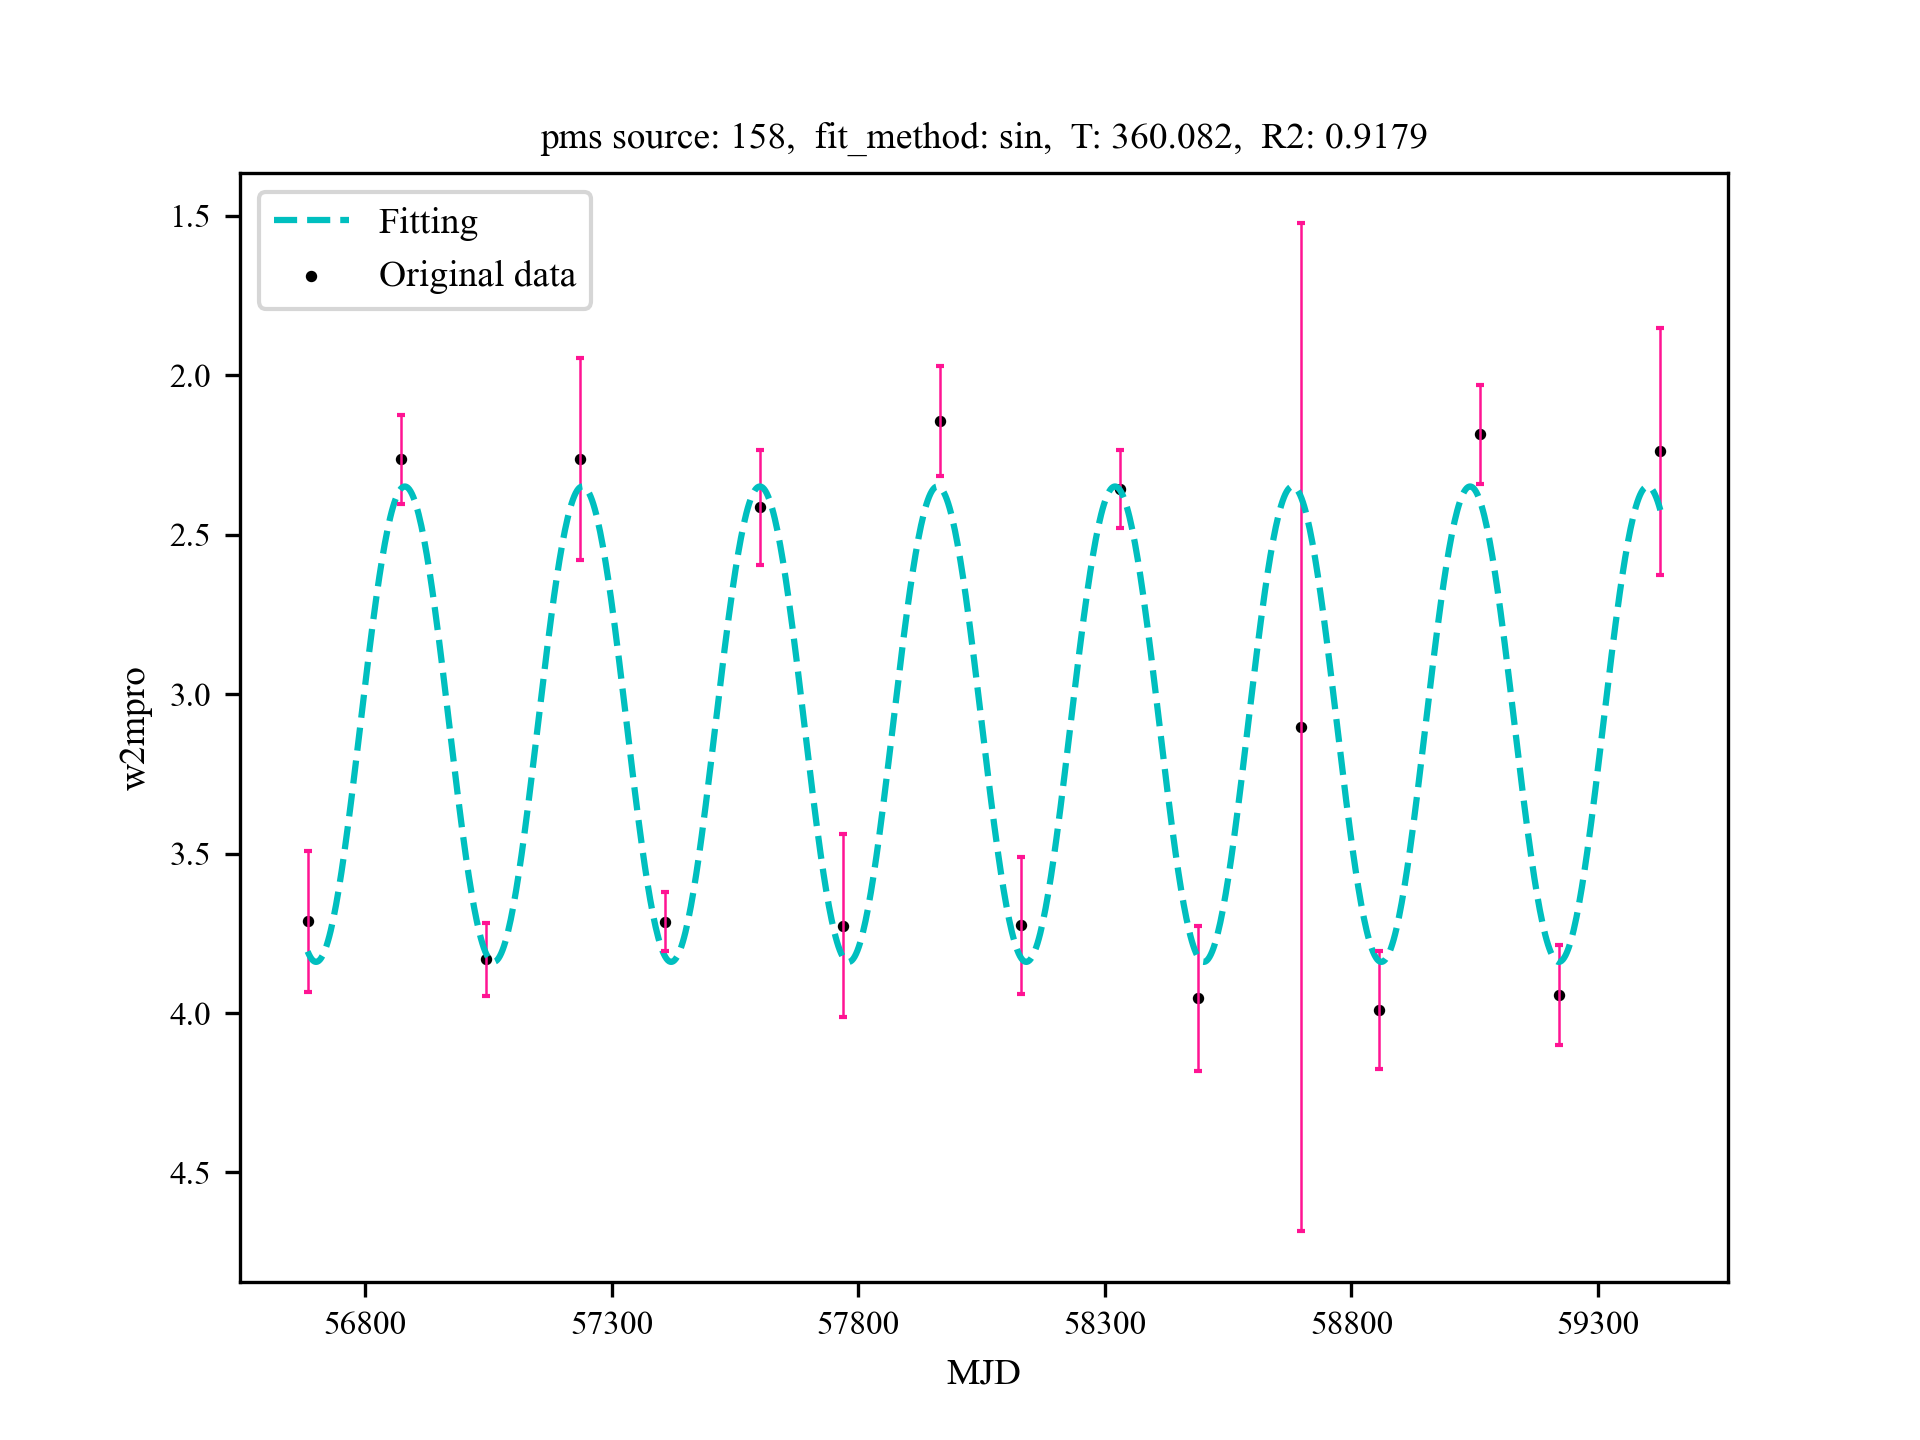 pms source: 158,  fit_method: sin,  T: 360.082,  R2: 0.9179
Fitting
Original data
1.5
2.0
2.5
3.0
3.5
4.0
4.5
w2mpro
56800 57300 57800 58300 58800 59300
MJD